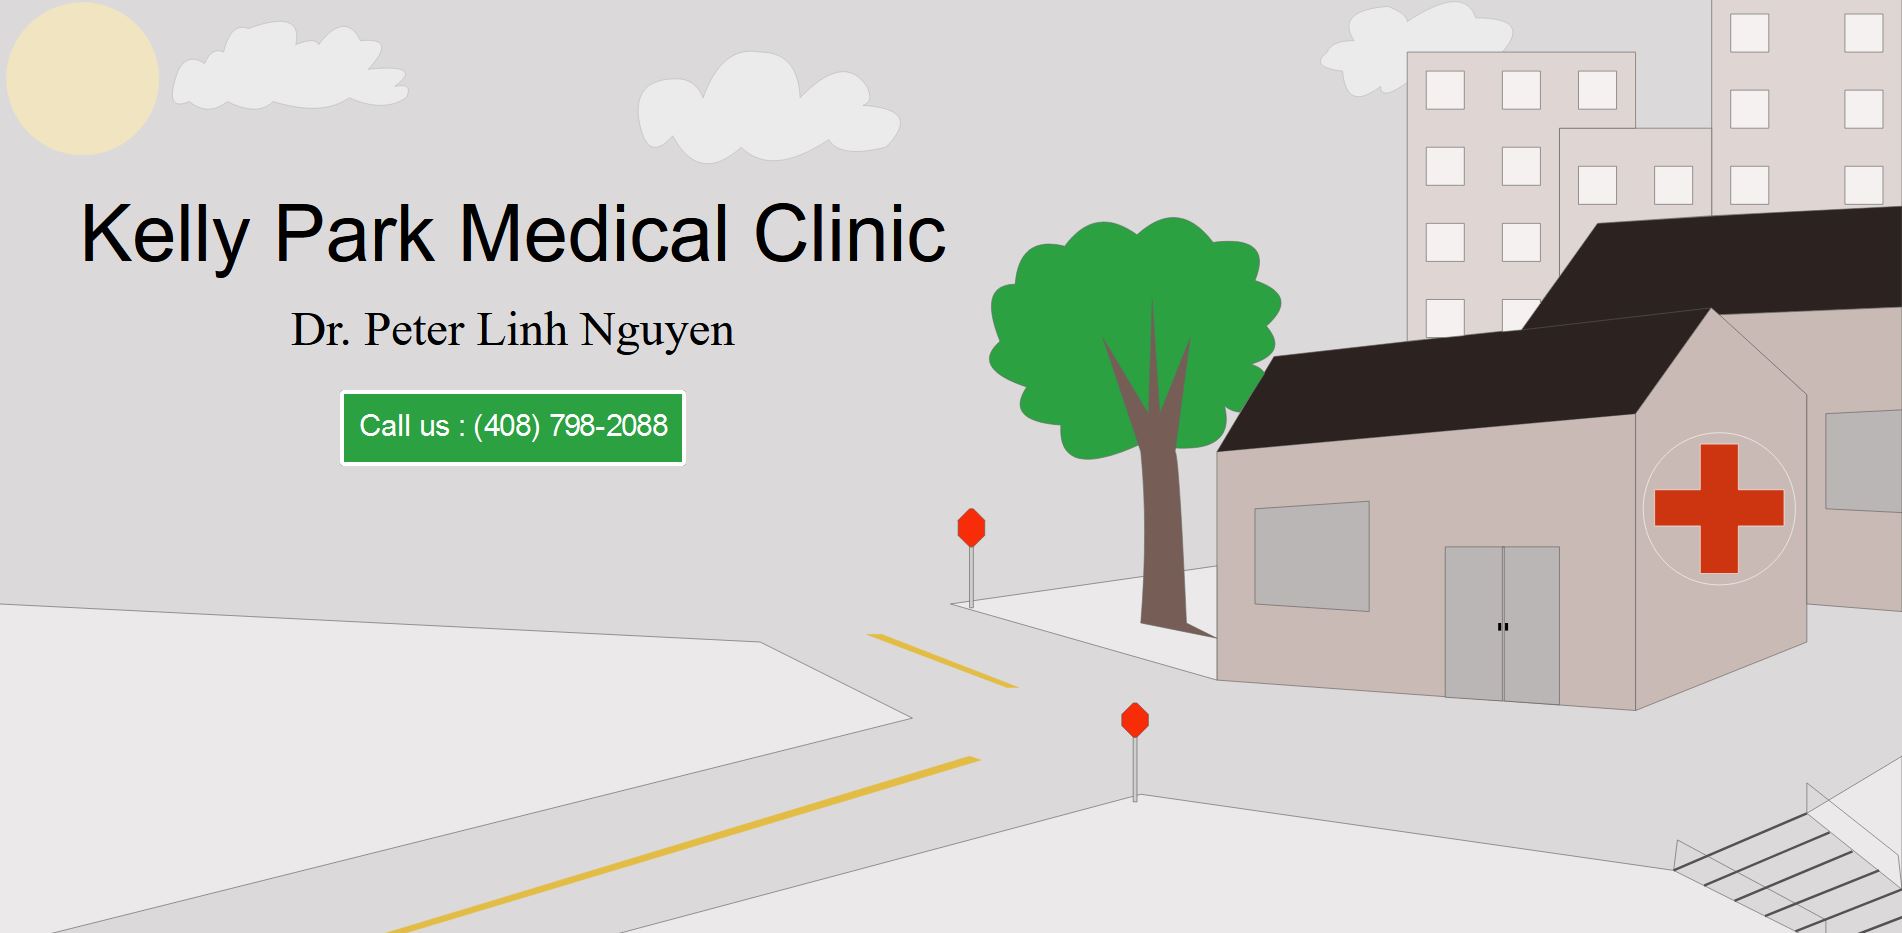 Kelly Park Medical Clinic
Dr. Peter Linh Nguyen
Call us : (408) 798-2088